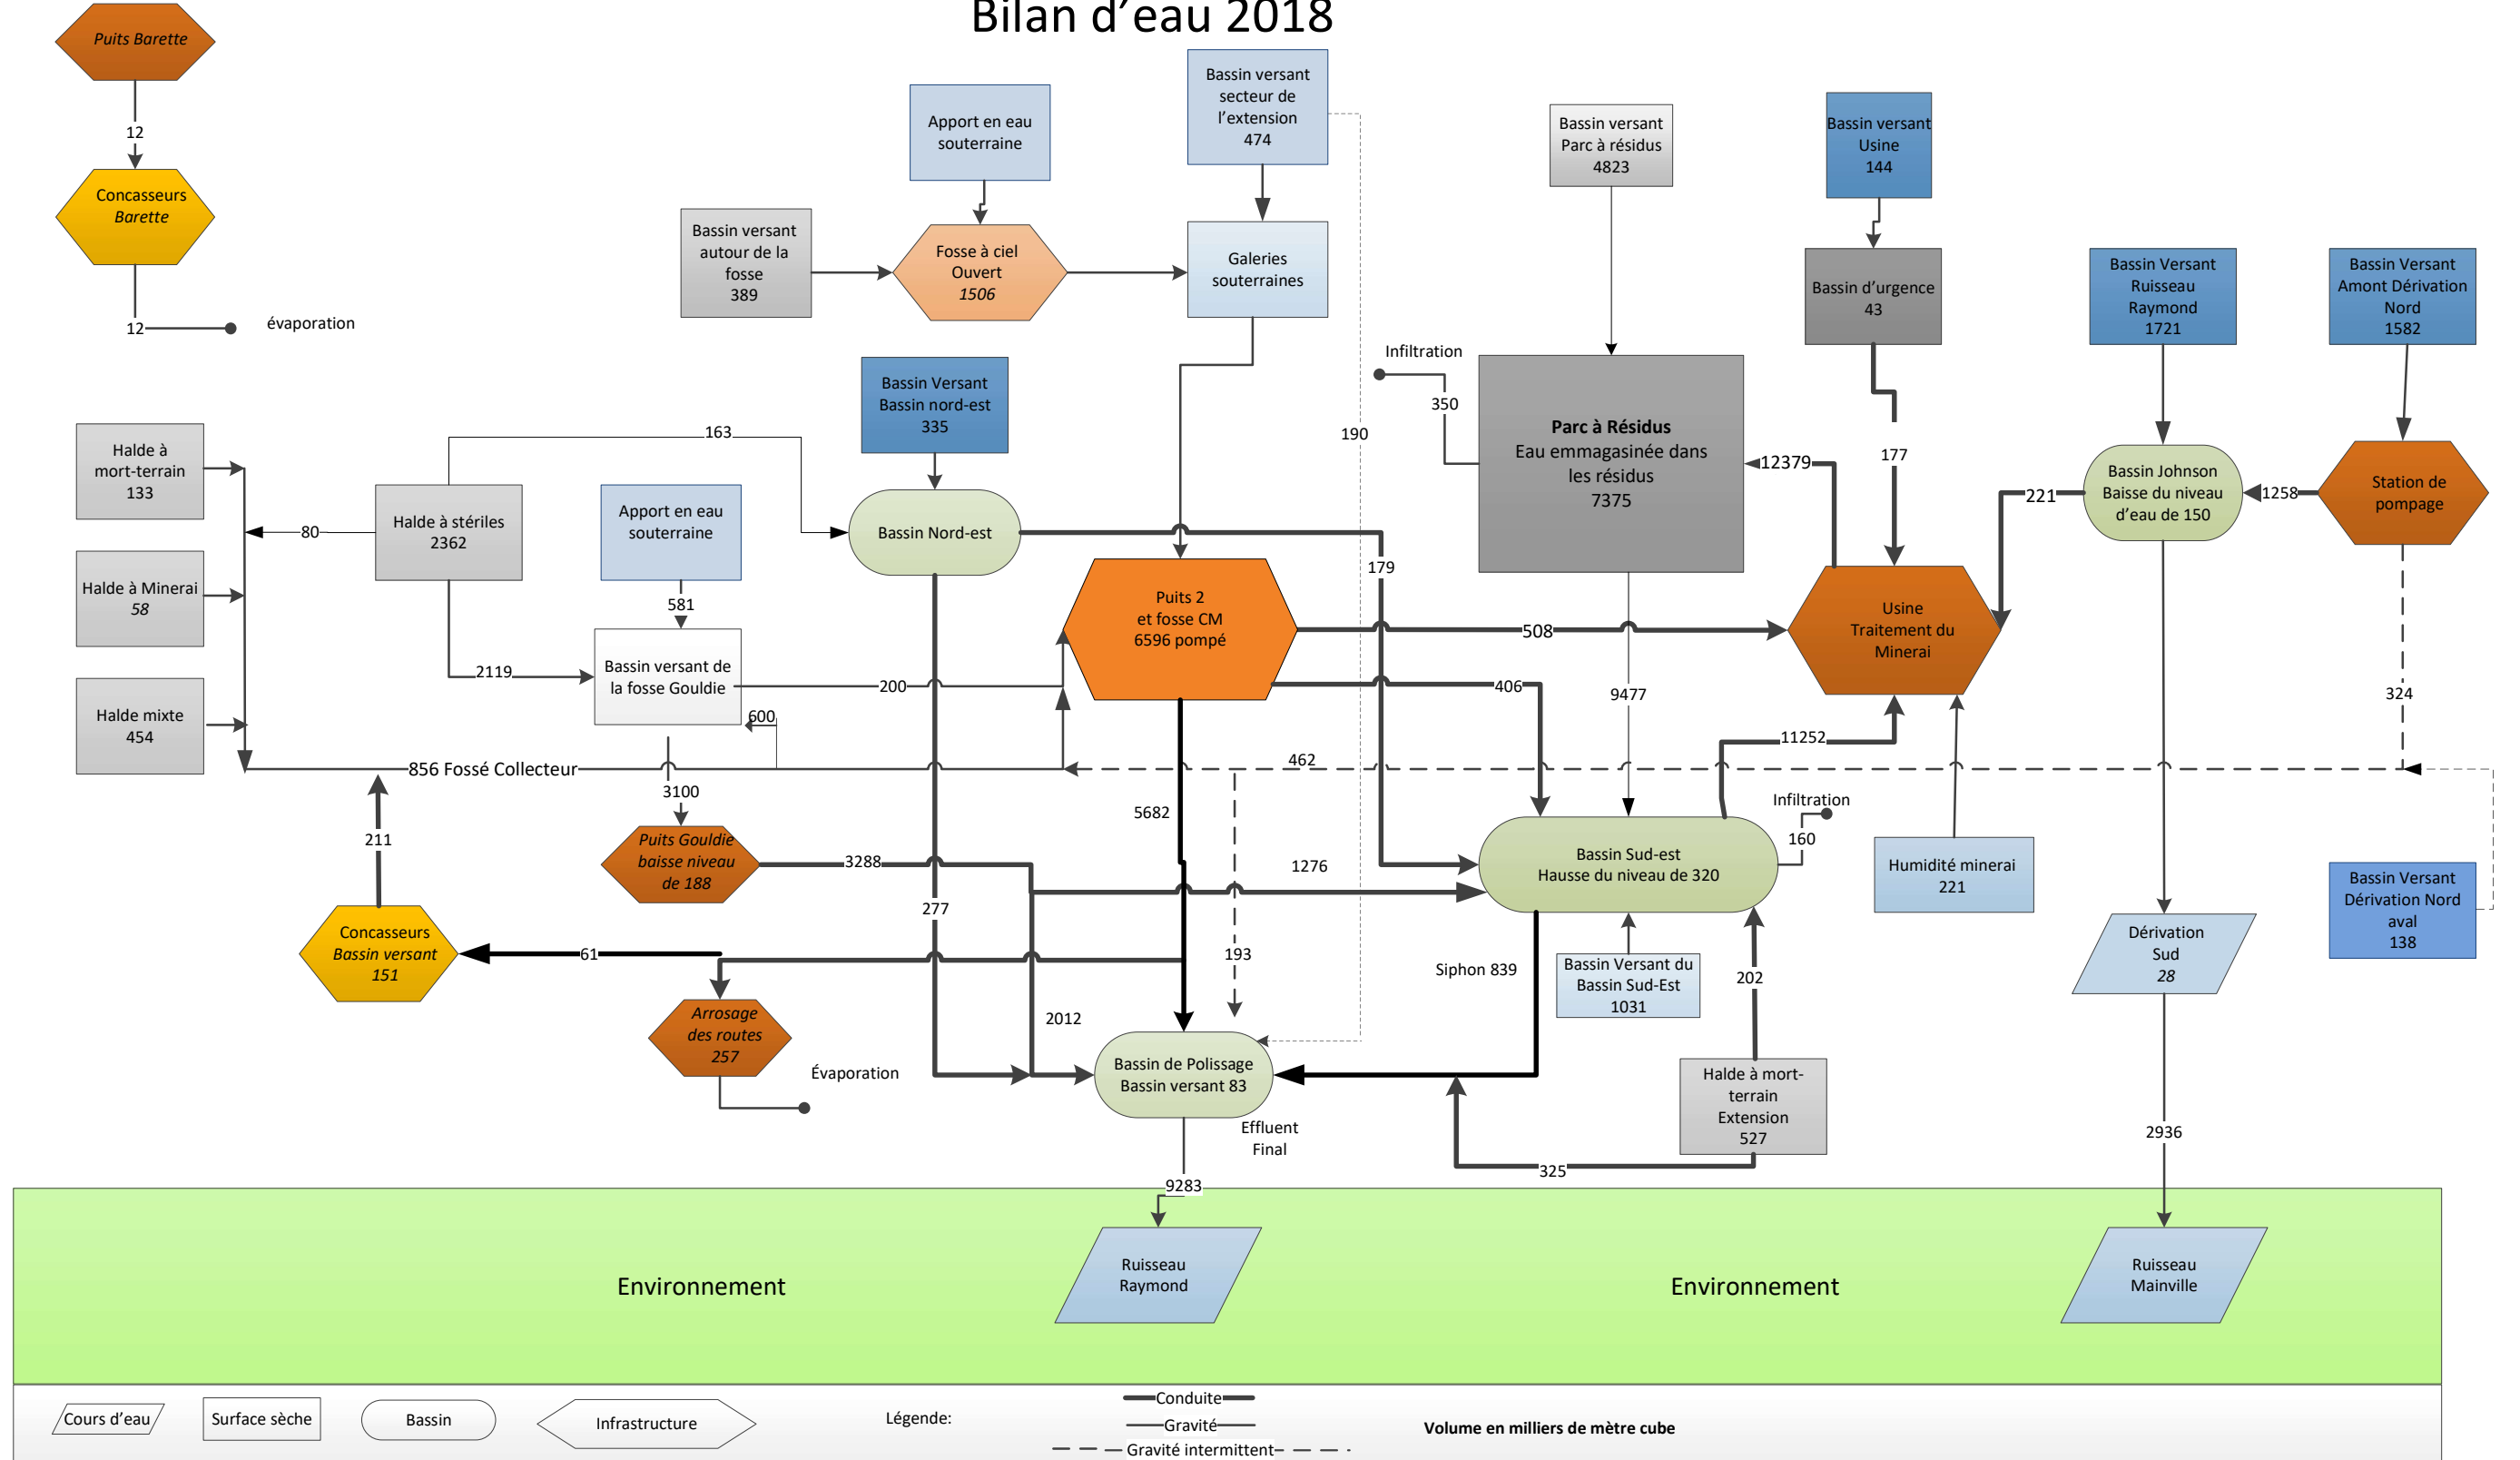 Bilan d'eau 2018
Puits Barette
12
Concasseurs
Barette
12
évaporation
Apport en eau
souterraine
Bassin versant
secteur de
l'extension
474
Bassin versant
autour de la
fosse
389
Fosse à ciel
Ouvert
1506
Galeries
souterraines
Bassin versant
Parc à résidus
4823
Bassin versant
Usine
144
Bassin d'urgence
43
Bassin Versant
Ruisseau
Raymond
1721
Bassin Versant
Amont Dérivation
Nord
1582
Infiltration
350
Bassin Versant
Bassin nord-est
335
163
190
Parc à Résidus
Eau emmagasinée dans
les résidus
7375
12379
177
221
Bassin Johnson
Baisse du niveau
d'eau de 150
1258
Station de
pompage
Halde à
mort-terrain
133
80
Halde à stériles
2362
Apport en eau
souterraine
Bassin Nord-est
Halde à Minerai
58
581
179
Puits 2
et fosse CM
6596 pompé
508
Usine
Traitement du
Minerai
2119
Bassin versant de
la fosse Gouldie
200
406
9477
324
Halde mixte
454
600
11252
856 Fossé Collecteur
462
3100
5682
Infiltration
160
211
Puits Gouldie
baisse niveau
de 188
3288
1276
Bassin Sud-est
Hausse du niveau de 320
Humidité minerai
221
Bassin Versant
Dérivation Nord
aval
138
277
Concasseurs
Bassin versant
151
61
193
Siphon 839
Bassin Versant du
Bassin Sud-Est
1031
202
Dérivation
Sud
28
Arrosage
des routes
257
2012
Évaporation
Bassin de Polissage
Bassin versant 83
Halde à mort-
terrain
Extension
527
Effluent
Final
325
2936
9283
Environnement
Ruisseau
Raymond
Environnement
Ruisseau
Mainville
Cours d'eau
Surface sèche
Bassin
Infrastructure
Légende:
Conduite
Gravité
Gravité intermittent
Volume en milliers de mètre cube